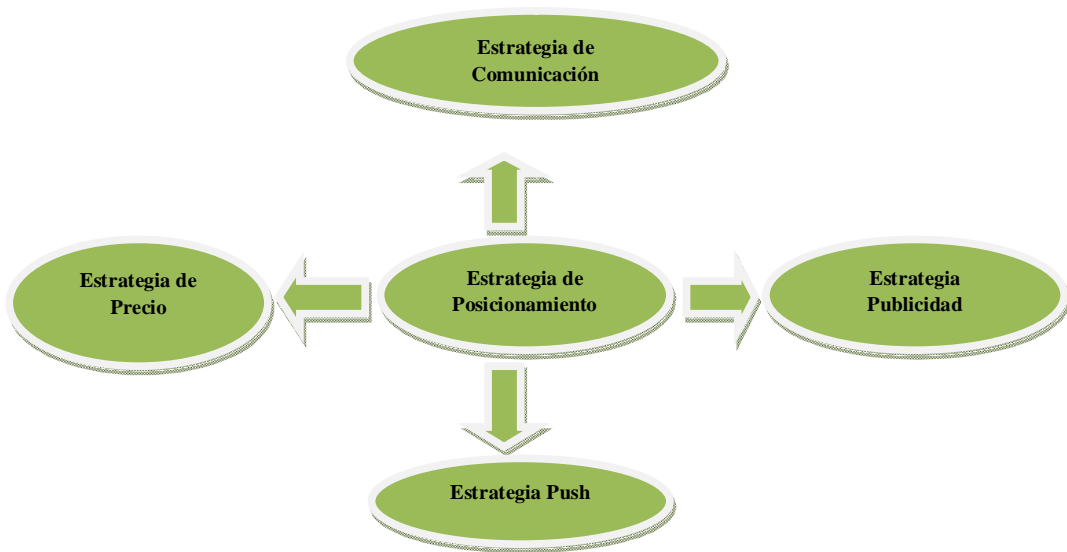 Estrategia de
Comunicación
Estrategia de
Precio
Estrategia de
Posicionamiento
Estrategia
Publicidad
Estrategia Push